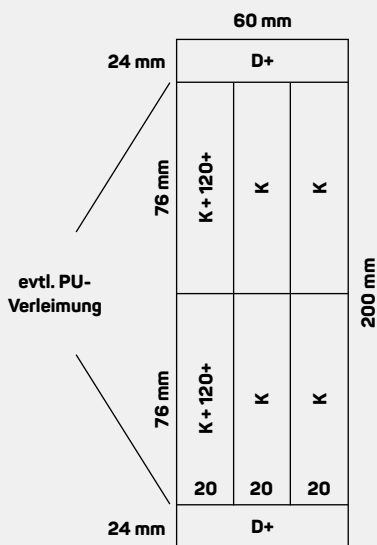 60 mm
24 mm
D+
76 mm
K + 120+
K
K
evtl. PU-
Verleimung
200 mm
76 mm
K + 120+
K
K
20
20
20
24 mm
D+